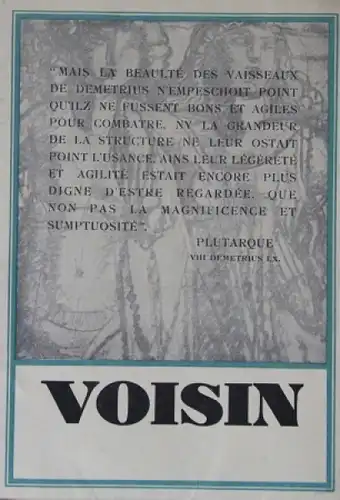 "MAIS LA BEAULTÉ DES VAISSEAUX
DE DEMETRIUS N'EMPESCHOIT POINT
QU'ILZ NE FUSSENT BONS ET AGILES
POUR COMBATRE, NY LA GRANDEUR
DE LA STRUCTURE NE LEUR OSTAIT
POINT L'USANCE, AINS LEUR LÉGÉRETÉ
ET AGILITÉ ESTAIT ENCORE PLUS
DIGNE D'ESTRE REGARDÉE, QUE
NON PAS LA MAGNIFICENCE ET
SUMPTUOSITÉ".
PLUTARQUE
VIII DEMETRIUS LX.
VOISIN